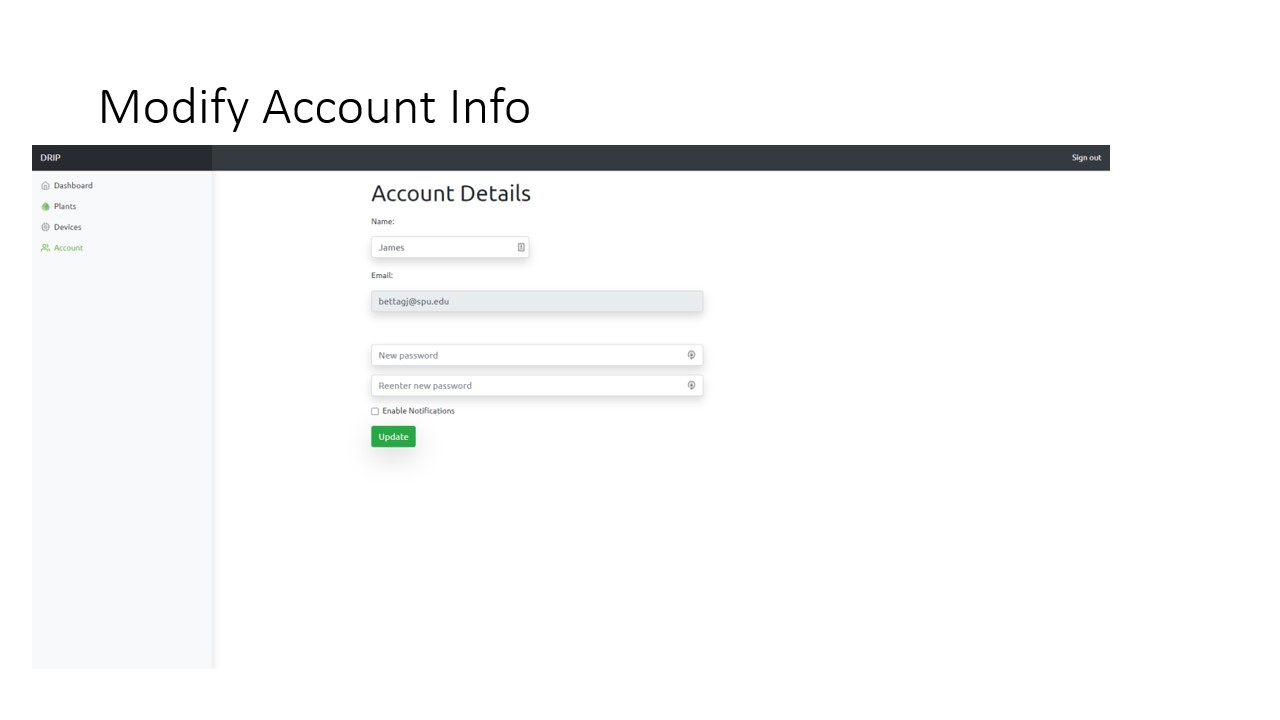 Modify Account Info
DRIP
Sign out
Dashboard
Plants
Devices
Account
Account Details
Name:
James
Email:
bettagj@spu.edu
New password
Reenter new password
Enable Notifications
Update